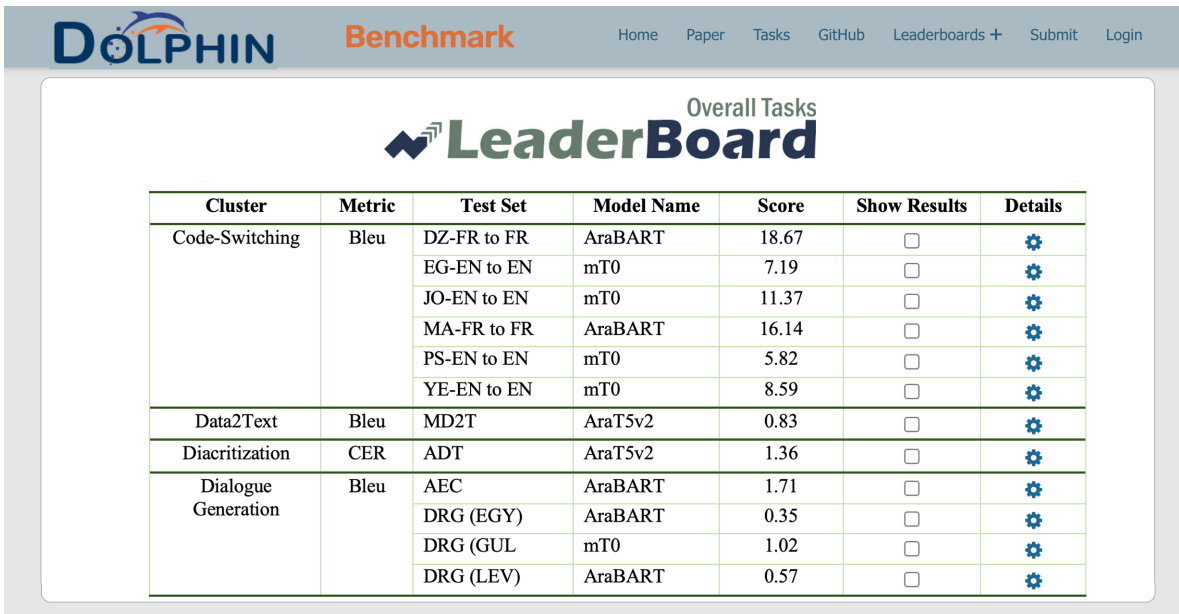 DOLPHIN Benchmark Home Paper Tasks GitHub Leaderboards + Submit Login
Overall Tasks
LeaderBoard
Cluster Metric Test Set Model Name Score Show Results Details
Code-Switching Bleu DZ-FR to FR AraBART 18.67
EG-EN to EN mT0 7.19
JO-EN to EN mT0 11.37
MA-FR to FR AraBART 16.14
PS-EN to EN mT0 5.82
YE-EN to EN mT0 8.59
Data2Text Bleu MD2T AraT5v2 0.83
Diacritization CER ADT AraT5v2 1.36
Dialogue Generation Bleu AEC AraBART 1.71
DRG (EGY) AraBART 0.35
DRG (GUL mT0 1.02
DRG (LEV) AraBART 0.57